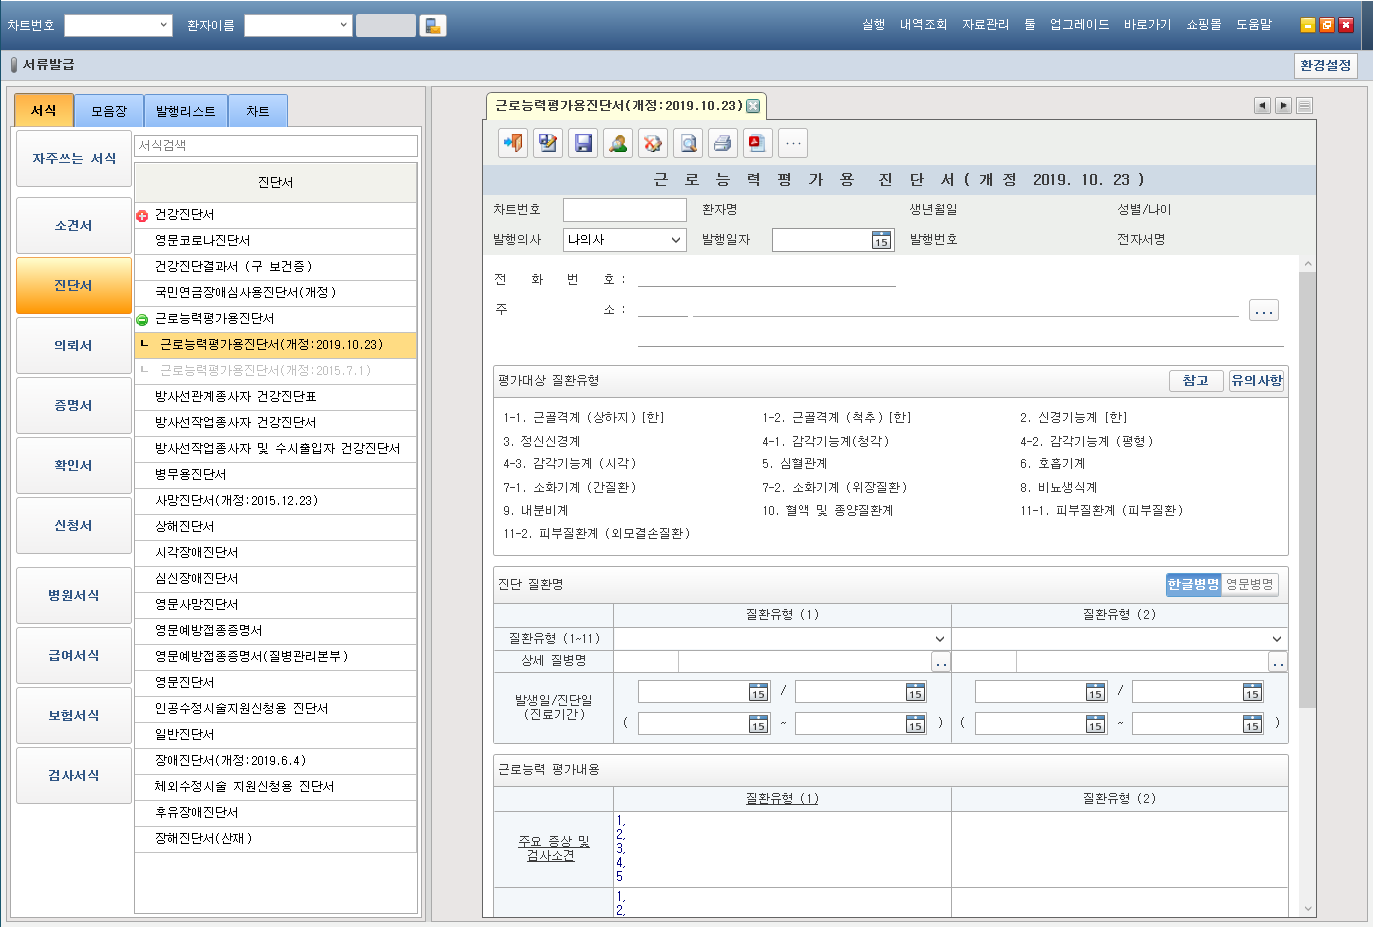 차트번호 환자이름 실행 내역조회 자료관리 툴 업그레이드 바로가기 쇼핑몰 도움말
서류발급 환경설정
서식 모음장 발행리스트 차트
자주쓰는 서식
소견서
진단서
의뢰서
증명서
확인서
신청서
병원서식
급여서식
보험서식
검사서식
서식검색
진단서
건강진단서
영문코로나진단서
건강진단결과서 (구 보건증)
국민연금장애심사용진단서(개정)
근로능력평가용진단서
ㄴ 근로능력평가용진단서(개정:2019.10.23)
ㄴ 근로능력평가용진단서(개정:2015.7.1)
방사선관계종사자 건강진단표
방사선작업종사자 건강진단서
방사선작업종사자 및 수시출입자 건강진단서
병무용진단서
사망진단서(개정:2015.12.23)
상해진단서
시각장애진단서
심신장애진단서
영문사망진단서
영문예방접종증명서
영문예방접종증명서(질병관리본부)
영문진단서
인공수정시술지원신청용 진단서
일반진단서
장애진단서(개정:2019.6.4)
체외수정시술 지원신청용 진단서
후유장애진단서
장해진단서(산재)
근로능력평가용진단서(개정:2019.10.23)
...
근 로 능 력 평 가 용 진 단 서 ( 개 정 2019. 10. 23 )
차트번호 환자명 생년월일 성별/나이
발행의사 나의사 발행일자 15 발행번호 전자서명
전 화 번 호 :
주 소 : ...
평가대상 질환유형 참고 유의사항
1-1. 근골격계 (상하지) [한] 1-2. 근골격계 (척추) [한] 2. 신경기능계 [한]
3. 정신신경계 4-1. 감각기능계(청각) 4-2. 감각기능계 (평형)
4-3. 감각기능계 (시각) 5. 심혈관계 6. 호흡기계
7-1. 소화기계 (간질환) 7-2. 소화기계 (위장질환) 8. 비뇨생식계
9. 내분비계 10. 혈액 및 종양질환계 11-1. 피부질환계 (피부질환)
11-2. 피부질환계 (외모결손질환)
진단 질환명 한글병명 영문병명
질환유형 (1) 질환유형 (2)
질환유형 (1~11)
상세 질병명 .. ..
발생일/진단일 15 / 15 15 / 15
(진료기간) ( 15 ~ 15 ) ( 15 ~ 15 )
근로능력 평가내용
질환유형 (1) 질환유형 (2)
주요 증상 및
검사소견
1,
2,
3,
4,
5
1,
2,